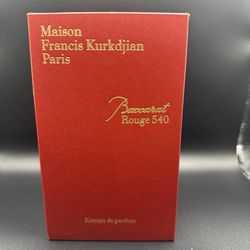 Maison
Francis Kurkdjian
Paris
Baccarat
Rouge 540
Extrait de parfum